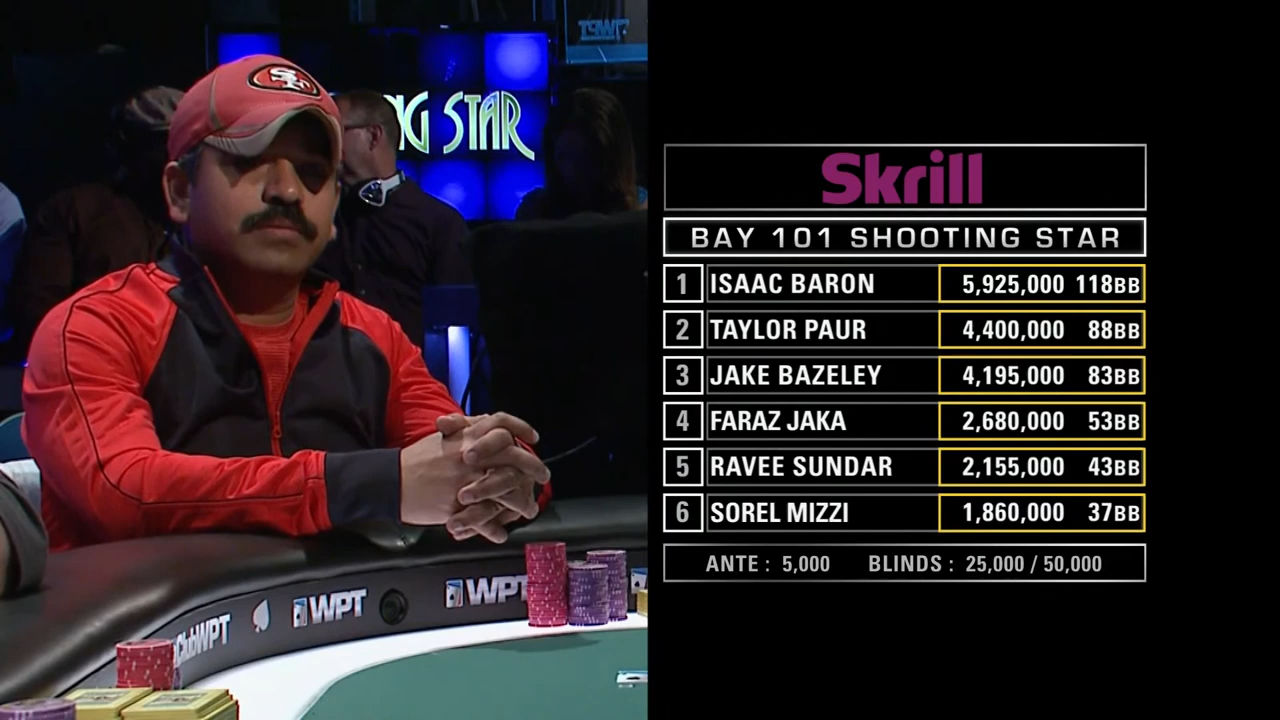 SF
NG STAR
WPT
WPT
ClubWPT
Skrill
BAY 101 SHOOTING STAR
1 ISAAC BARON 5,925,000 118BB
2 TAYLOR PAUR 4,400,000 88BB
3 JAKE BAZELEY 4,195,000 83BB
4 FARAZ JAKA 2,680,000 53BB
5 RAVEE SUNDAR 2,155,000 43BB
6 SOREL MIZZI 1,860,000 37BB
ANTE : 5,000 BLINDS : 25,000 / 50,000